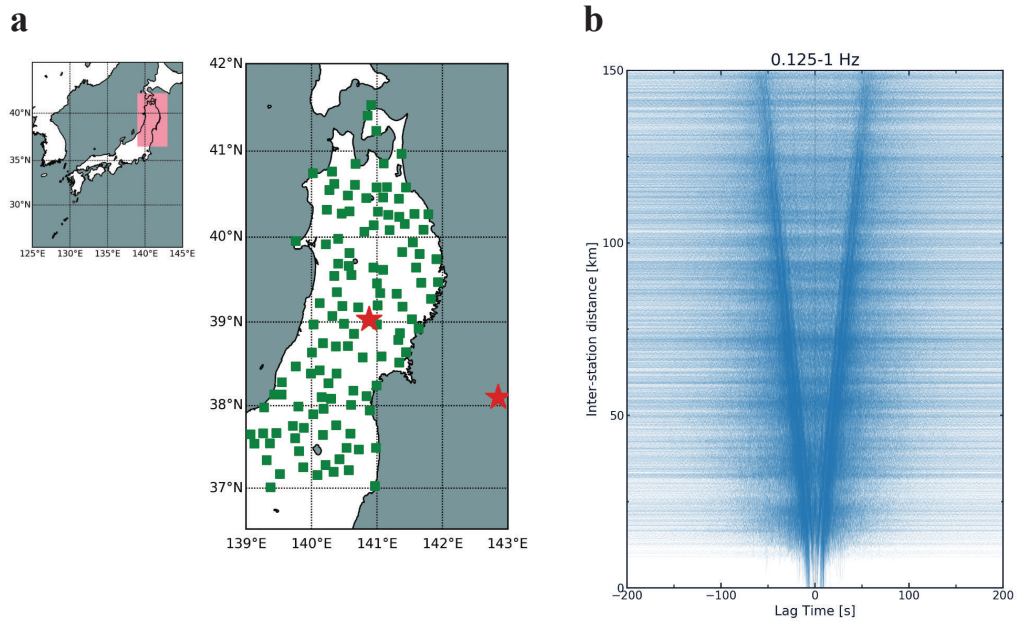 a
40°N
35°N
30°N
125°E 130°E 135°E 140°E 145°E
42°N
41°N
40°N
39°N
38°N
37°N
139°E 140°E 141°E 142°E 143°E
b
0.125-1 Hz
Inter-station distance [km]
150
100
50
0
−200 −100 0 100 200
Lag Time [s]